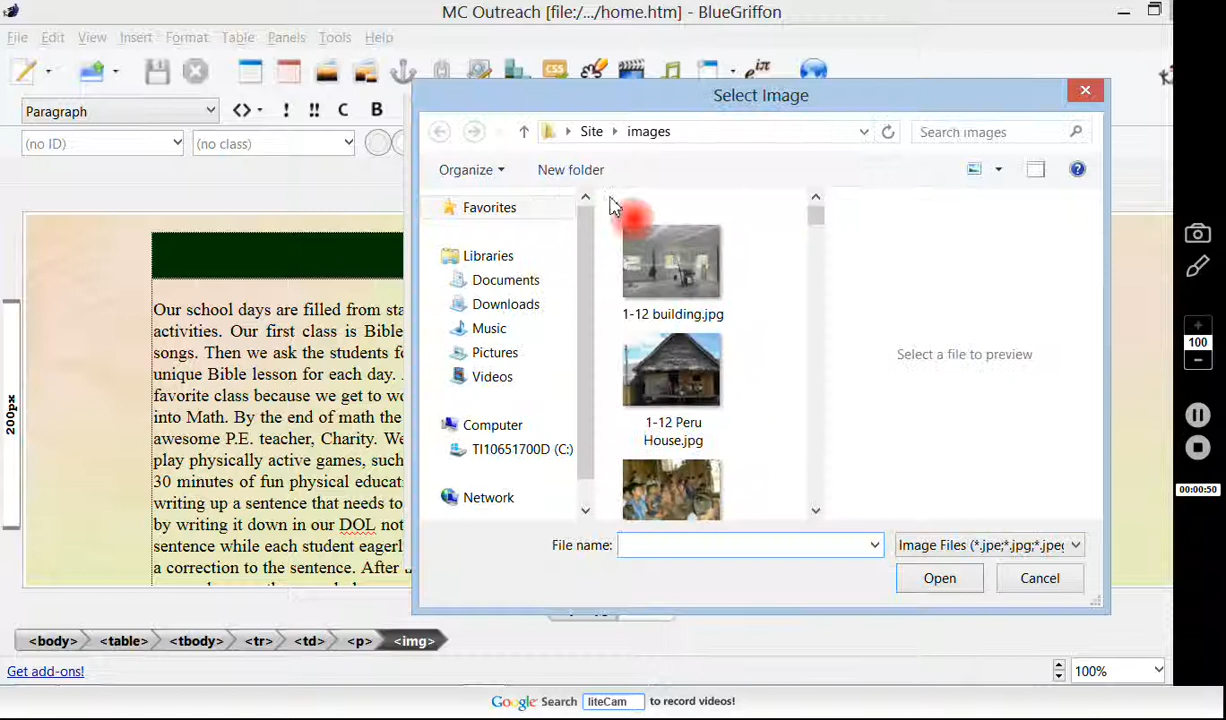 MC Outreach [file:/.../home.htm] - BlueGriffon
File Edit View Insert Format Table Panels Tools Help
CSS
Paragraph
! !! C B
(no ID) (no class)
Select Image
Site images
Search images
Organize New folder
Favorites
Libraries
Documents
Downloads
Music
Pictures
Videos
Computer
TI10651700D (C:)
Network
1-12 building.jpg
1-12 Peru
House.jpg
Select a file to preview
File name:
Image Files (*.jpe;*.jpg;*.jpeg
Open Cancel
200px
Our school days are filled from sta
activities. Our first class is Bible
songs. Then we ask the students fo
unique Bible lesson for each day.
favorite class because we get to wo
into Math. By the end of math the
awesome P.E. teacher, Charity. We
play physically active games, such
30 minutes of fun physical educati
writing up a sentence that needs to
by writing it down in our DOL not
sentence while each student eagerl
a correction to the sentence. After
100
00:00:50
<body> <table> <tbody> <tr> <td> <p> <img>
Get add-ons!
100%
Google Search liteCam to record videos!